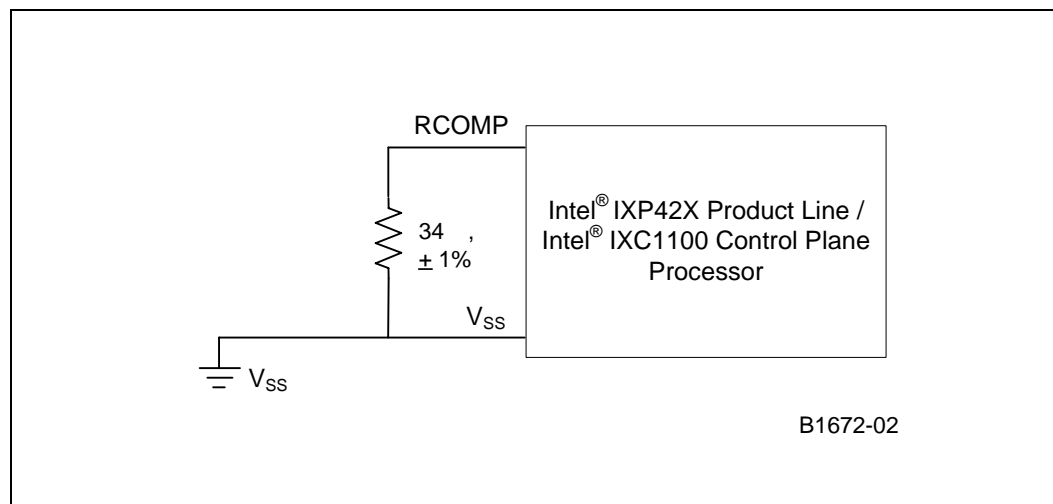 RCOMP
Intel® IXP42X Product Line /
Intel® IXC1100 Control Plane
Processor
34 ,
± 1%
VSS
VSS
B1672-02